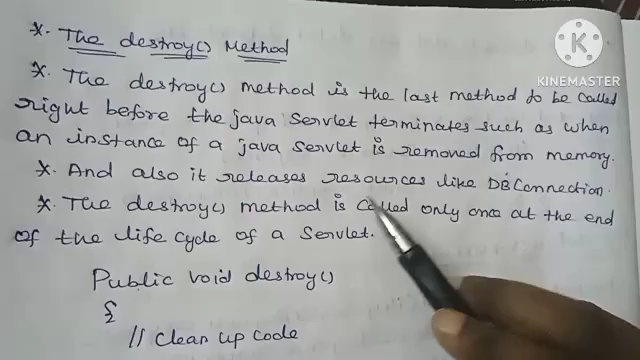 *. The destroy() Method
K
KINEMASTER
*. The destroy() method is the last method to be called
right before the java Servlet terminates such as when
an instance of a java Servlet is removed from memory.
*. And also it releases resources like DB Connection.
*. The destroy() method is called only once at the end
of the life cycle of a Servlet.
Public void destroy()
{
// Clean up code